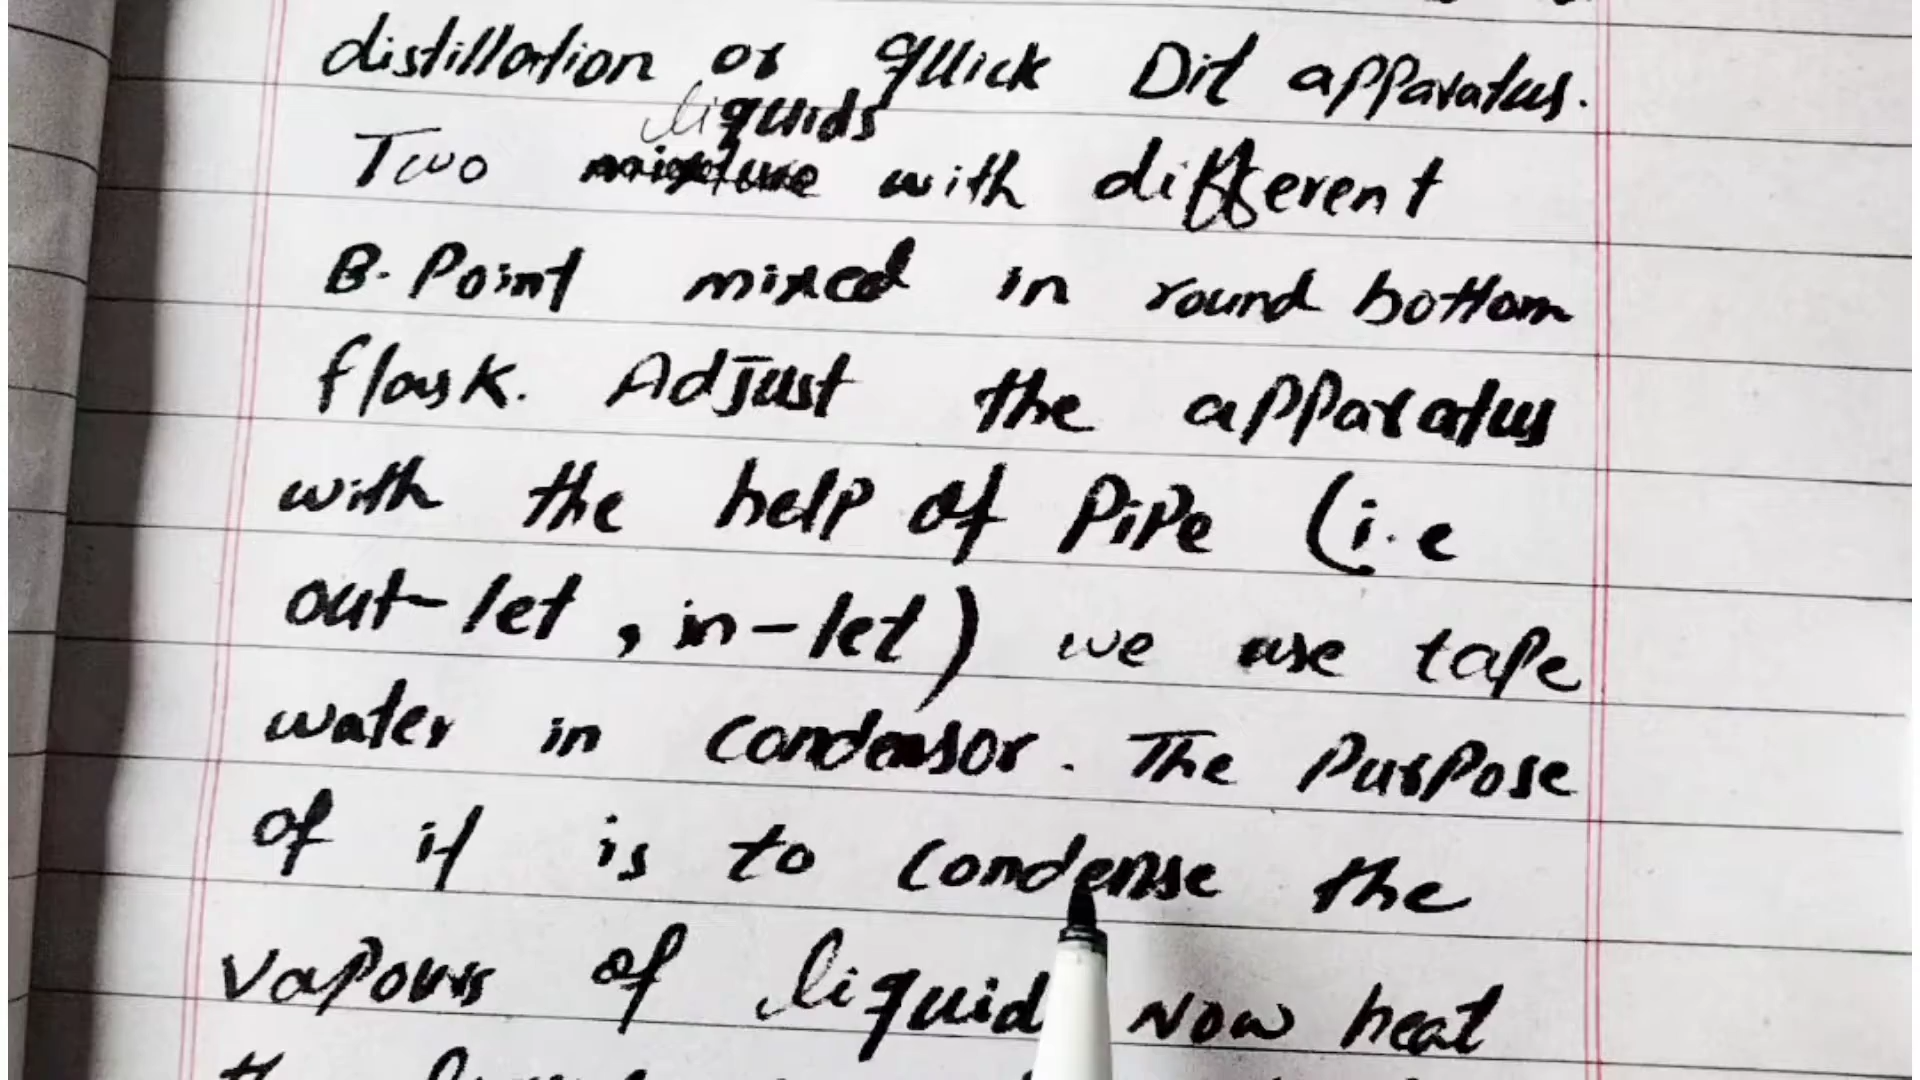 distillation or quick Dit apparatus.
liquids
Two mixture with different
B. Point mixed in round bottom
flask. Adjust the apparatus
with the help of Pipe (i.e
out-let, in-let) we use tape
water in condensor. The Purpose
of it is to condense the
vapours of liquid Now heat